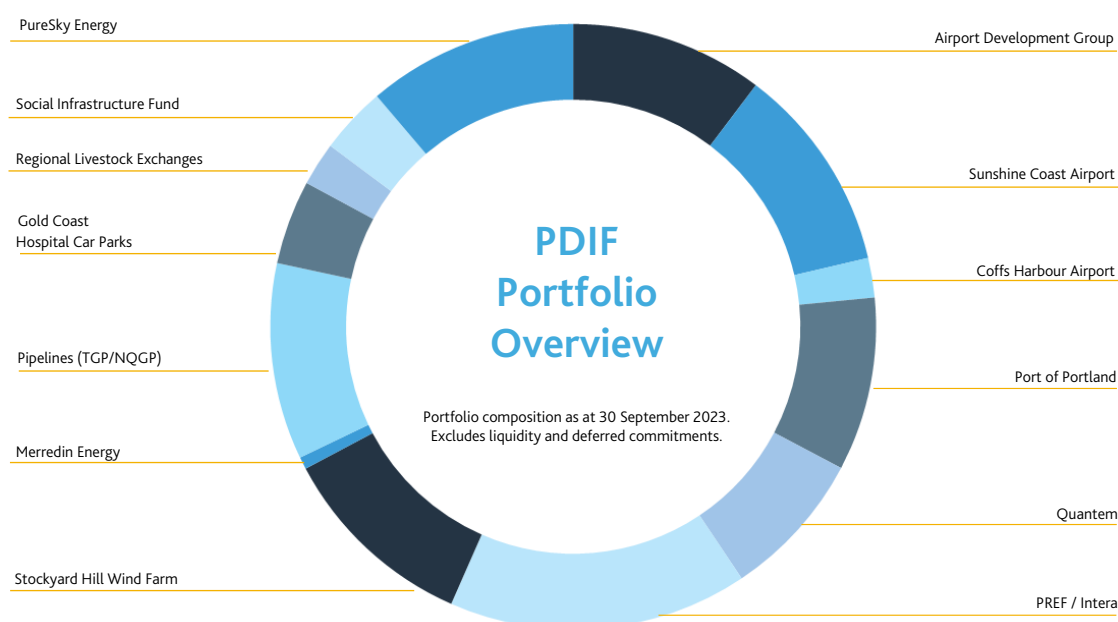 PureSky Energy
Social Infrastructure Fund
Regional Livestock Exchanges
Gold Coast
Hospital Car Parks
Pipelines (TGP/NQGP)
Merredin Energy
Stockyard Hill Wind Farm
PDIF
Portfolio
Overview
Portfolio composition as at 30 September 2023.
Excludes liquidity and deferred commitments.
Airport Development Group
Sunshine Coast Airport
Coffs Harbour Airport
Port of Portland
Quantem
PREF / Intera